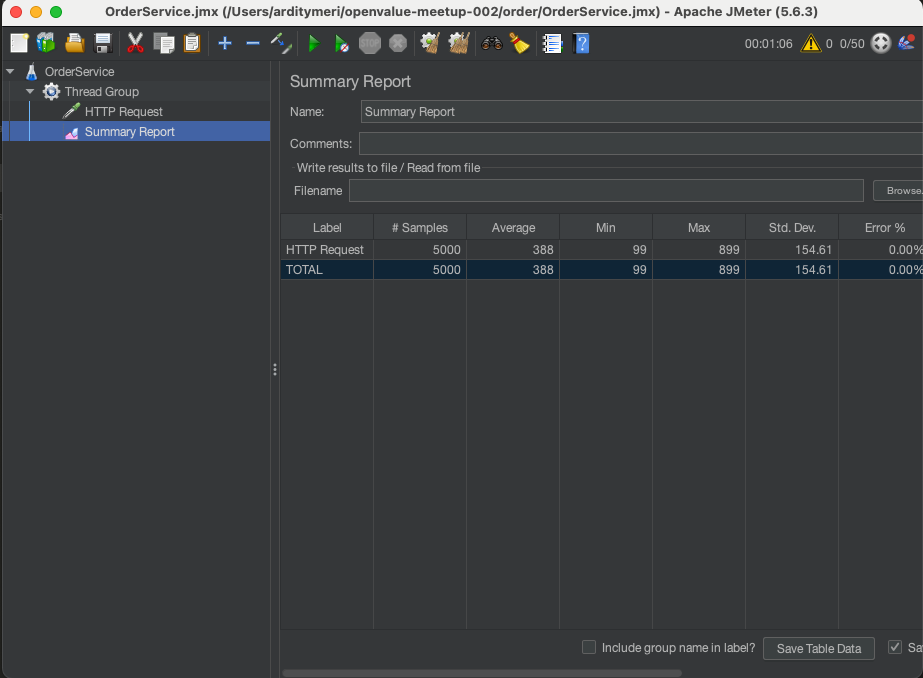 OrderService.jmx (/Users/arditymeri/openvalue-meetup-002/order/OrderService.jmx) - Apache JMeter (5.6.3)
STOP 00:01:06 0 0/50
OrderService
Thread Group
HTTP Request
Summary Report
Summary Report
Name: Summary Report
Comments:
Write results to file / Read from file
Filename Browse.
Label # Samples Average Min Max Std. Dev. Error %
HTTP Request 5000 388 99 899 154.61 0.00%
TOTAL 5000 388 99 899 154.61 0.00%
Include group name in label? Save Table Data Sa